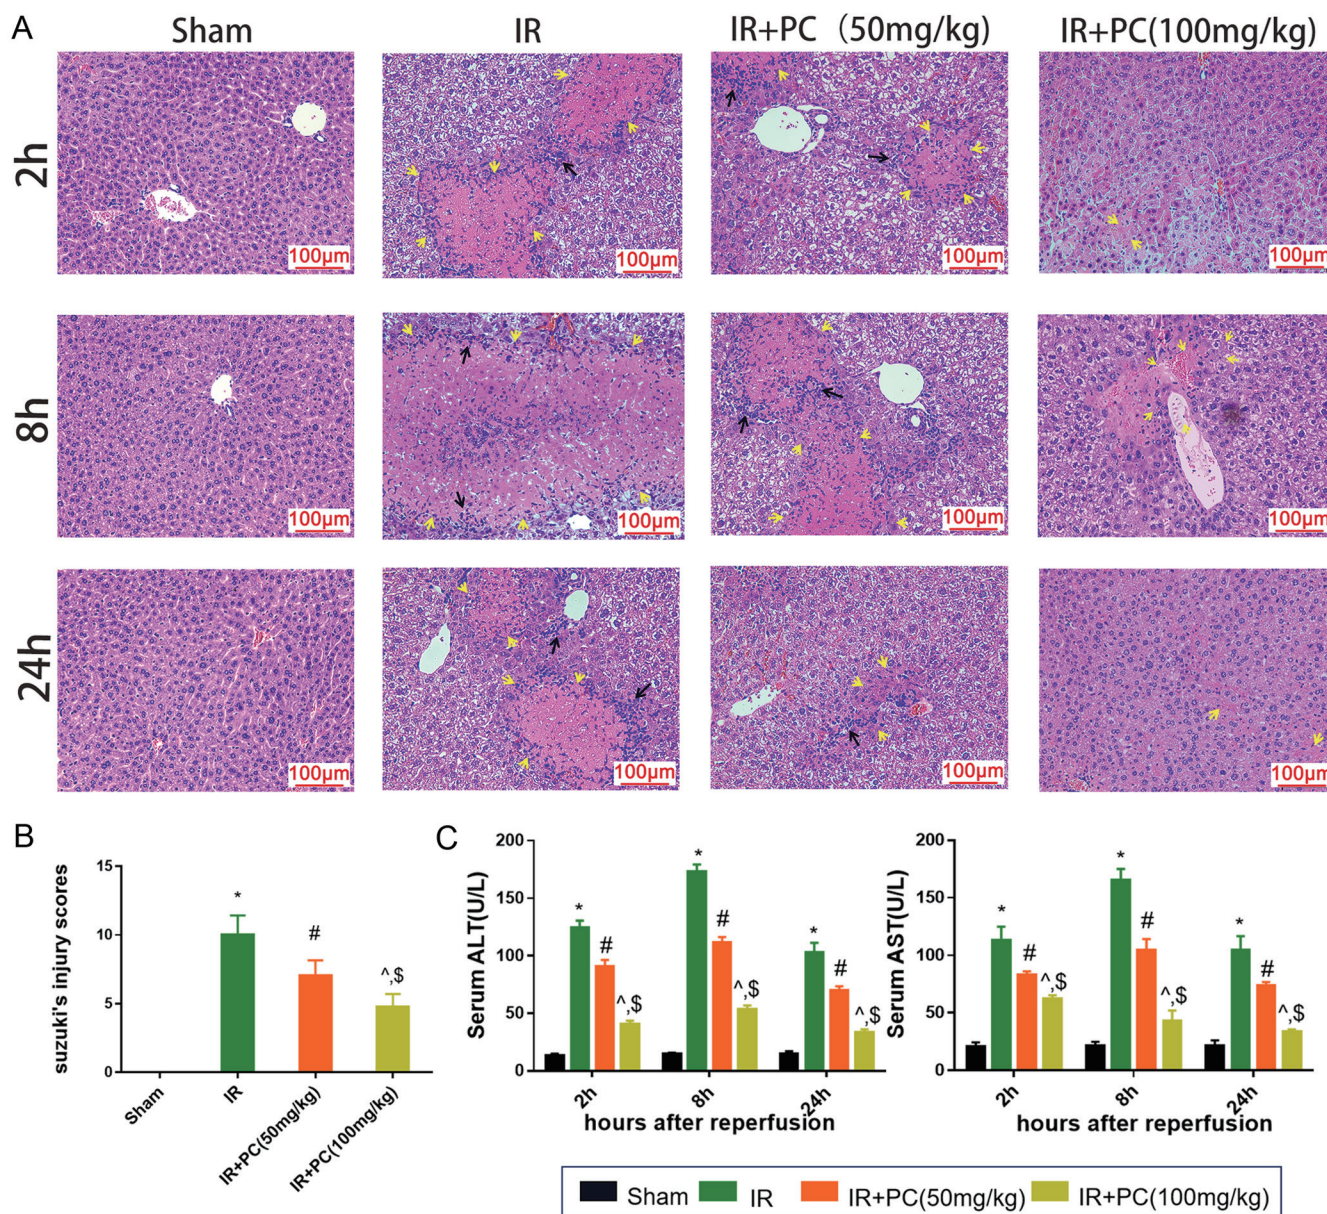 A
Sham
IR
IR+PC (50mg/kg)
IR+PC(100mg/kg)
2h
100μm
100μm
100μm
100μm
8h
100μm
100μm
100μm
100μm
24h
100μm
100μm
100μm
100μm
B
suzuki's injury scores
15
10
5
0
*
#
^,$
Sham
IR
IR+PC(50mg/kg)
IR+PC(100mg/kg)
C
Serum ALT(U/L)
200
150
100
50
0
*
#
^,$
*
#
^,$
*
#
^,$
2h
8h
24h
hours after reperfusion
Serum AST(U/L)
200
150
100
50
0
*
#
^,$
*
#
^,$
*
#
^,$
2h
8h
24h
hours after reperfusion
Sham
IR
IR+PC(50mg/kg)
IR+PC(100mg/kg)